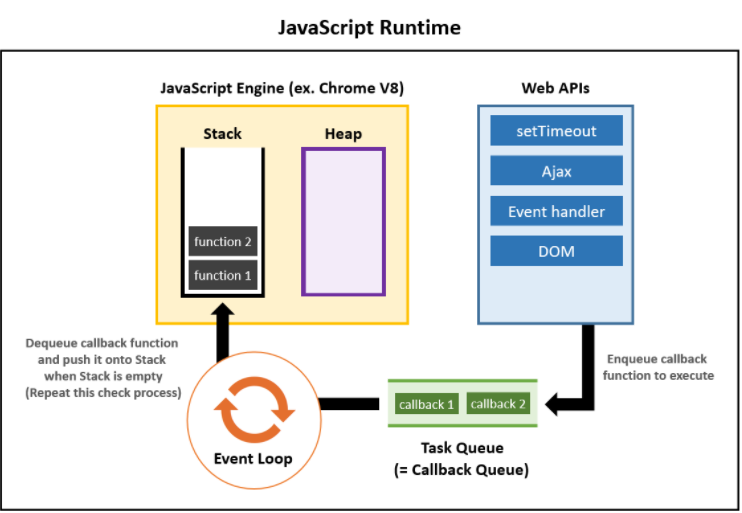 JavaScript Runtime
JavaScript Engine (ex. Chrome V8)
Stack
Heap
function 2
function 1
Web APIs
setTimeout
Ajax
Event handler
DOM
Dequeue callback function
and push it onto Stack
when Stack is empty
(Repeat this check process)
Enqueue callback
function to execute
Event Loop
callback 1
callback 2
Task Queue
(= Callback Queue)